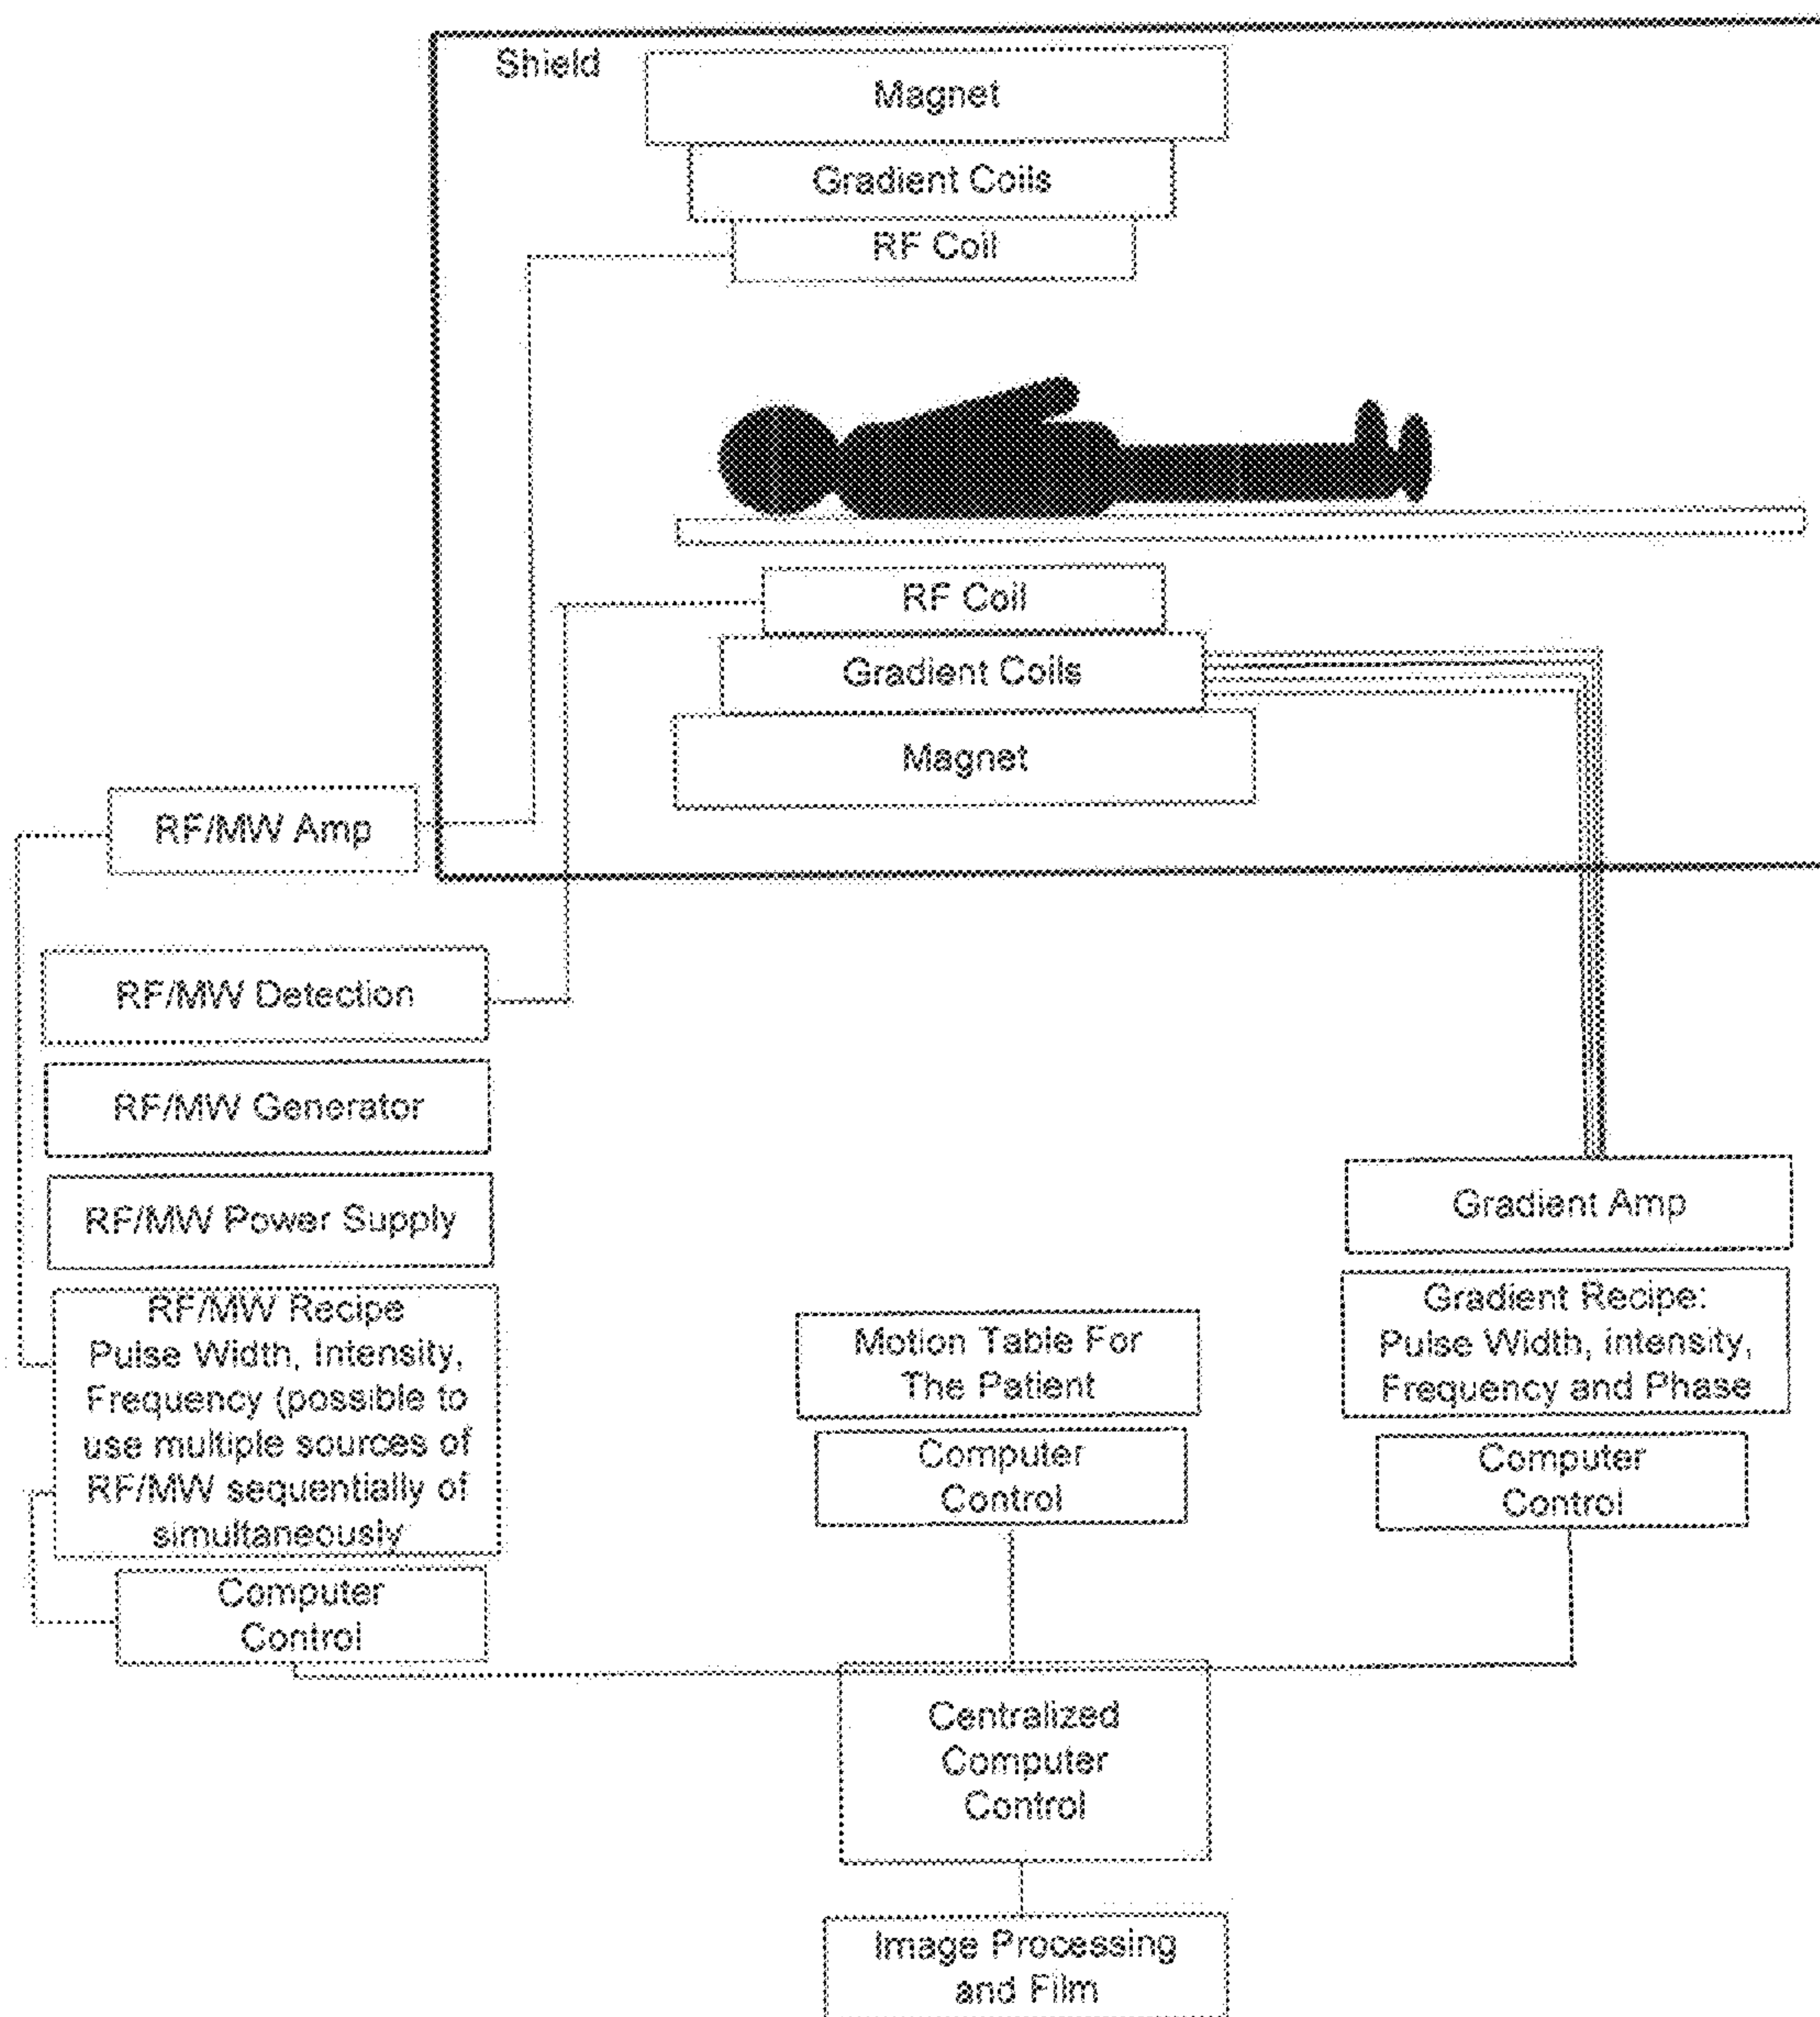 Shield
Magnet
Gradient Coils
RF Coil
RF Coil
Gradient Coils
Magnet
RF/MW Amp
RF/MW Detection
RF/MW Generator
RF/MW Power Supply
RF/MW Recipe
Pulse Width, Intensity,
Frequency (possible to
use multiple sources of
RF/MW sequentially of
simultaneously
Computer
Control
Motion Table For
The Patient
Computer
Control
Gradient Amp
Gradient Recipe:
Pulse Width, intensity,
Frequency and Phase
Computer
Control
Centralized
Computer
Control
Image Processing
and Film